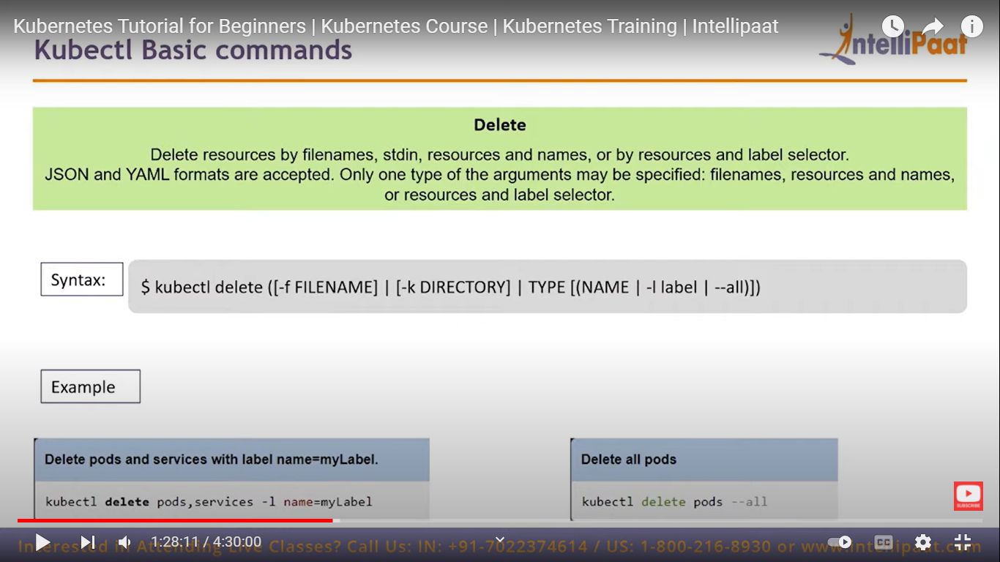 Kubernetes Tutorial for Beginners | Kubernetes Course | Kubernetes Training | Intellipaat
Kubectl Basic commands
IntelliPaat
Delete
Delete resources by filenames, stdin, resources and names, or by resources and label selector.
JSON and YAML formats are accepted. Only one type of the arguments may be specified: filenames, resources and names,
or resources and label selector.
Syntax:
$ kubectl delete ([-f FILENAME] | [-k DIRECTORY] | TYPE [(NAME | -l label | --all)])
Example
Delete pods and services with label name=myLabel.
kubectl delete pods,services -l name=myLabel
Delete all pods
kubectl delete pods --all
SUBSCRIBE
Interested in Attending Live Classes? Call Us: IN: +91-7022374614 / US: 1-800-216-8930 or www.intellipaat.com
1:28:11 / 4:30:00
CC